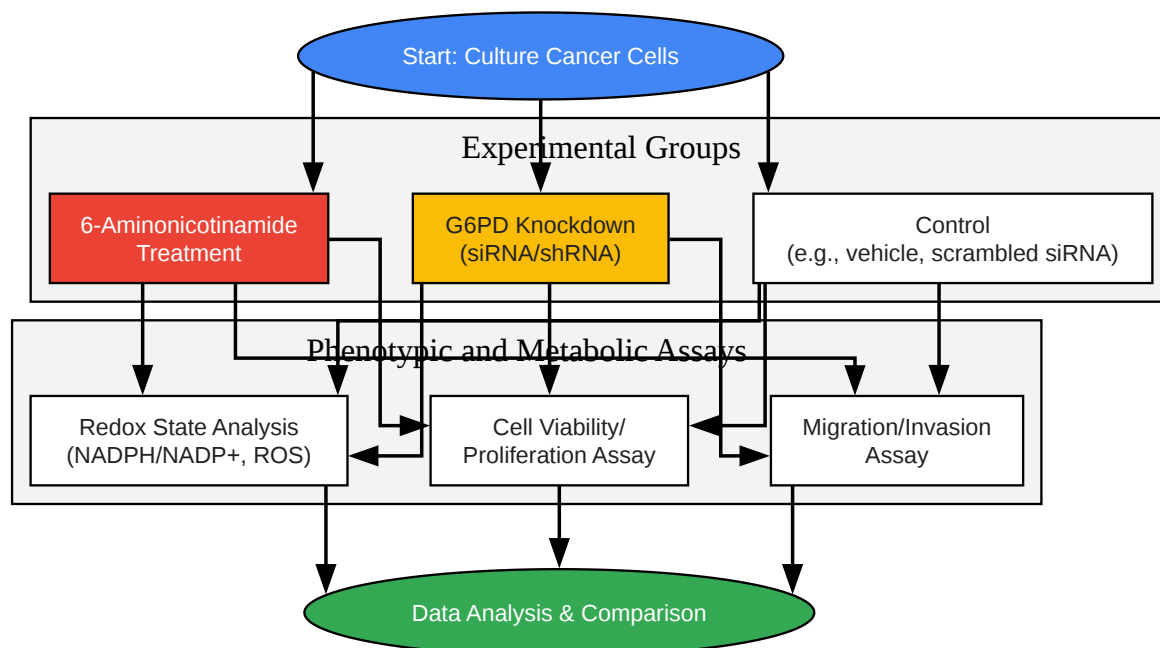 Start: Culture Cancer Cells
Experimental Groups
6-Aminonicotinamide
Treatment
G6PD Knockdown
(siRNA/shRNA)
Control
(e.g., vehicle, scrambled siRNA)
Phenotypic and Metabolic Assays
Redox State Analysis
(NADPH/NADP+, ROS)
Cell Viability/
Proliferation Assay
Migration/Invasion
Assay
Data Analysis & Comparison